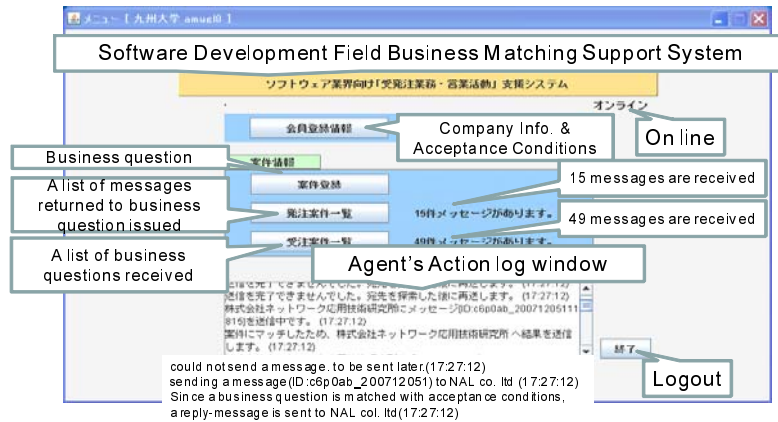 メニュー [ 九州大学 amuel0 ]
Software Development Field Business Matching Support System
ソフトウェア業界向け「受発注業務・営業活動」支援システム
オンライン
会員登録情報
Company Info. &
Acceptance Conditions
On line
Business question
案件情報
A list of messages
returned to business
question issued
案件登録
15 messages are received
発注案件一覧
15件メッセージがあります。
49 messages are received
受注案件一覧
49件メッセージがあります。
A list of business
questions received
Agent's Action log window
送信を完了できませんでした。宛先を探索した後に再送します。 (17:27:12)
株式会社ネットワーク応用技術研究所にメッセージ(ID:c6p0ab_20071205111
815)を送信中です。 (17:27:12)
案件にマッチしたため、株式会社ネットワーク応用技術研究所 へ結果を送信
します。 (17:27:12)
終了
Logout
could not send a message. to be sent later.(17:27:12)
sending a message(ID:c6p0ab_200712051) to NAL co. ltd (17:27:12)
Since a business question is matched with acceptance conditions,
a reply-message is sent to NAL col. ltd(17:27:12)